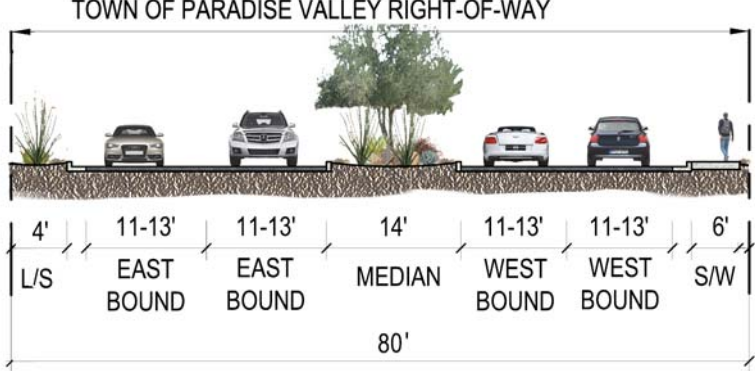 TOWN OF PARADISE VALLEY RIGHT-OF-WAY
4' 11-13' 11-13' 14' 11-13' 11-13' 6'
L/S EAST BOUND EAST BOUND MEDIAN WEST BOUND WEST BOUND S/W
80'